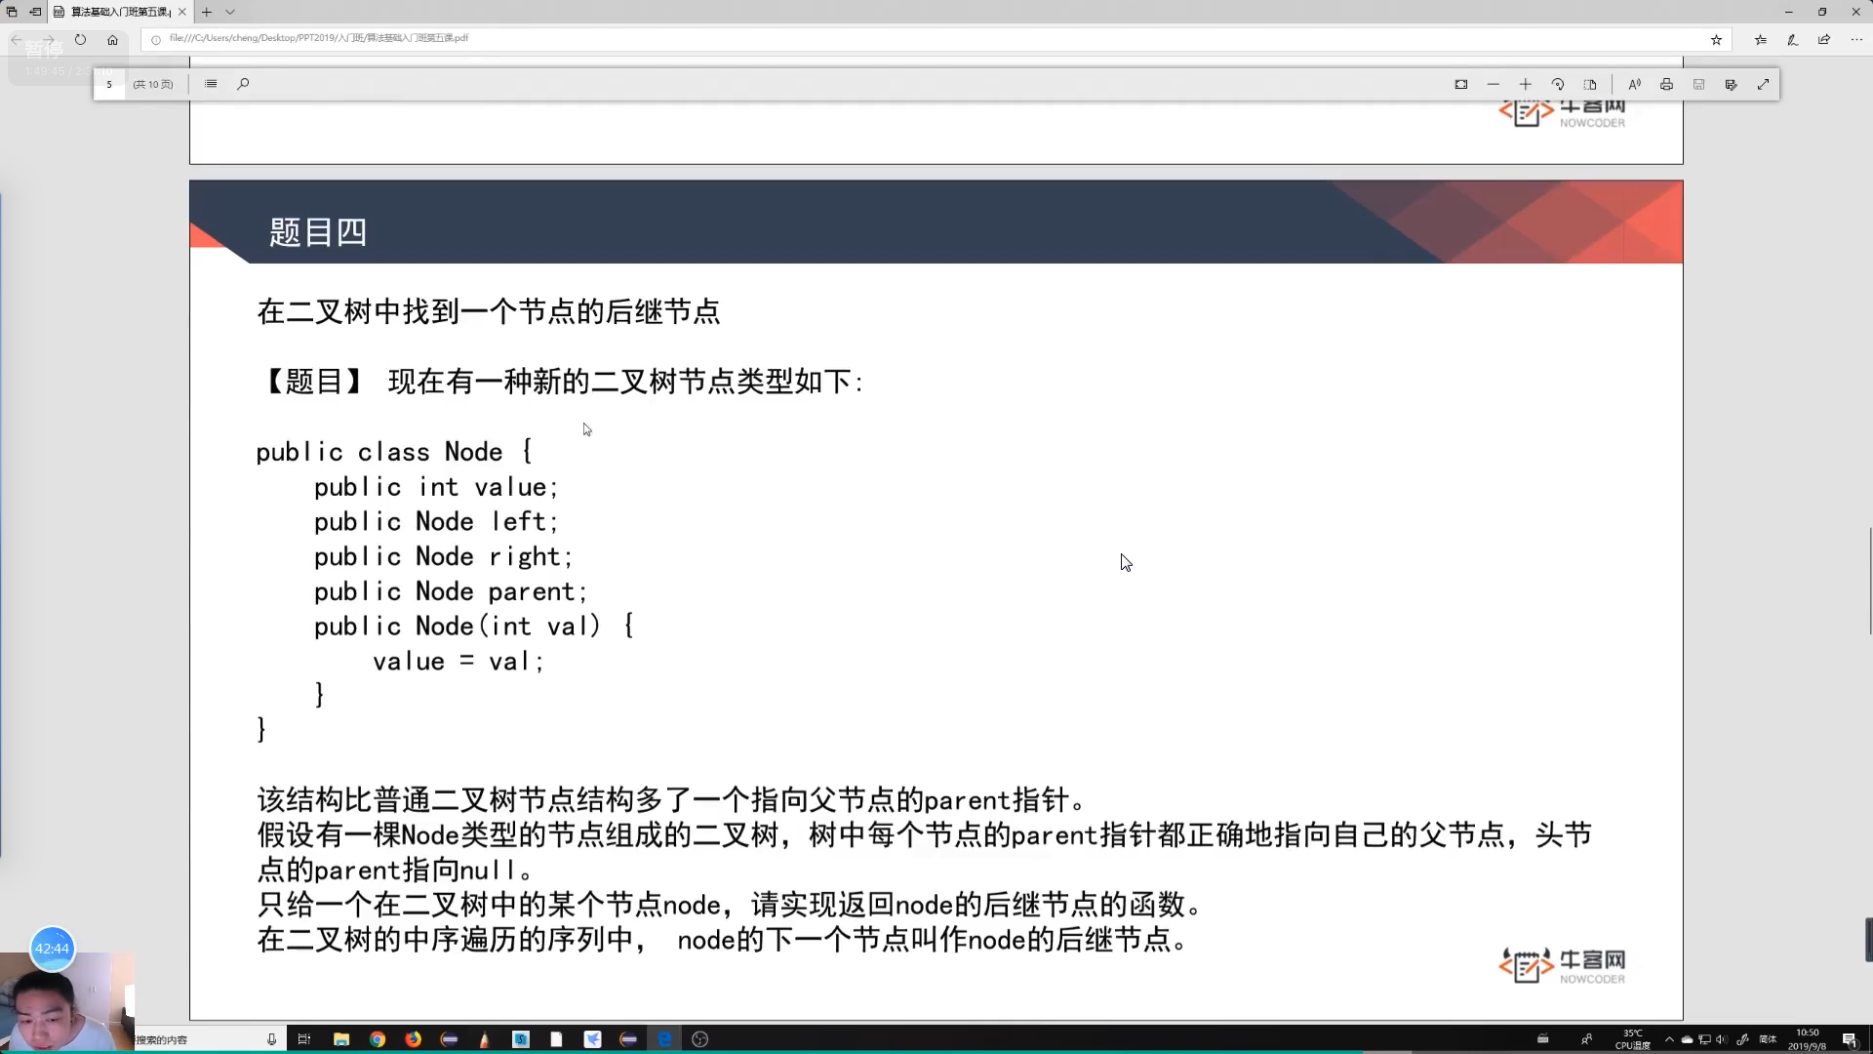 算法基础入门班第五课.p
file:///C:/Users/cheng/Desktop/PPT2019/入门班/算法基础入门班第五课.pdf
暂停
5 (共 10 页)
牛客网
NOWCODER
题目四
在二叉树中找到一个节点的后继节点
【题目】 现在有一种新的二叉树节点类型如下:
public class Node {
public int value;
public Node left;
public Node right;
public Node parent;
public Node(int val) {
value = val;
}
}
该结构比普通二叉树节点结构多了一个指向父节点的parent指针。
假设有一棵Node类型的节点组成的二叉树，树中每个节点的parent指针都正确地指向自己的父节点，头节
点的parent指向null。
只给一个在二叉树中的某个节点node，请实现返回node的后继节点的函数。
在二叉树的中序遍历的序列中， node的下一个节点叫作node的后继节点。
牛客网
NOWCODER
42:44
搜索的内容
35℃
CPU温度
简体
10:50
2019/9/8